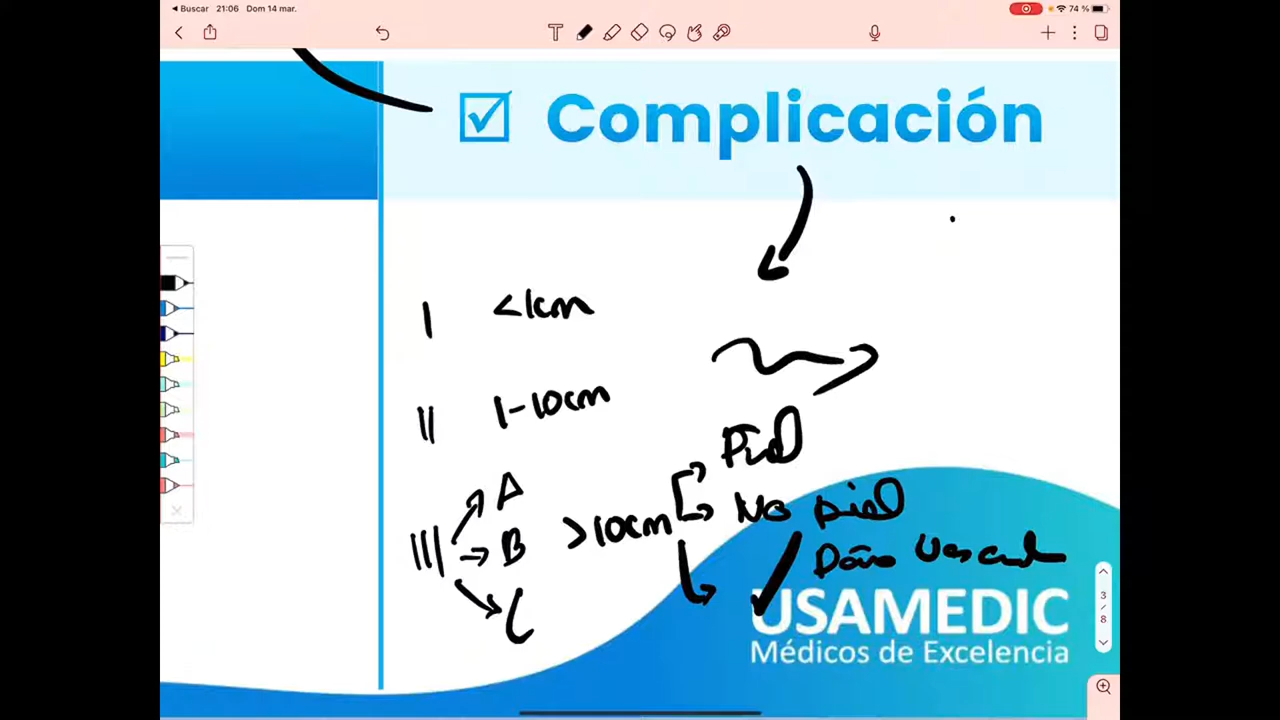 Buscar 21:06 Dom 14 mar. 74 %
Complicación
I <1cm
II 1-10cm
Piel
A
III B >10cm No piel
Daño Vascular
C
3 / 8
USAMEDIC
Médicos de Excelencia